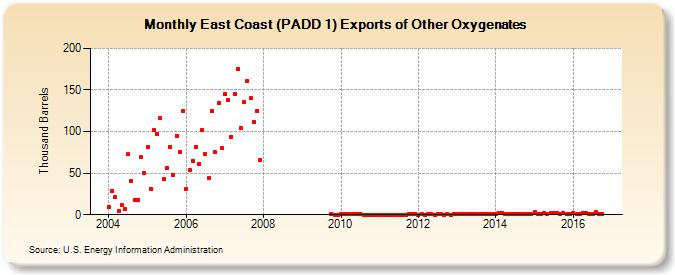 Monthly East Coast (PADD 1) Exports of Other Oxygenates
Thousand Barrels
200
150
100
50
0
2004 2006 2008 2010 2012 2014 2016
Source: U.S. Energy Information Administration